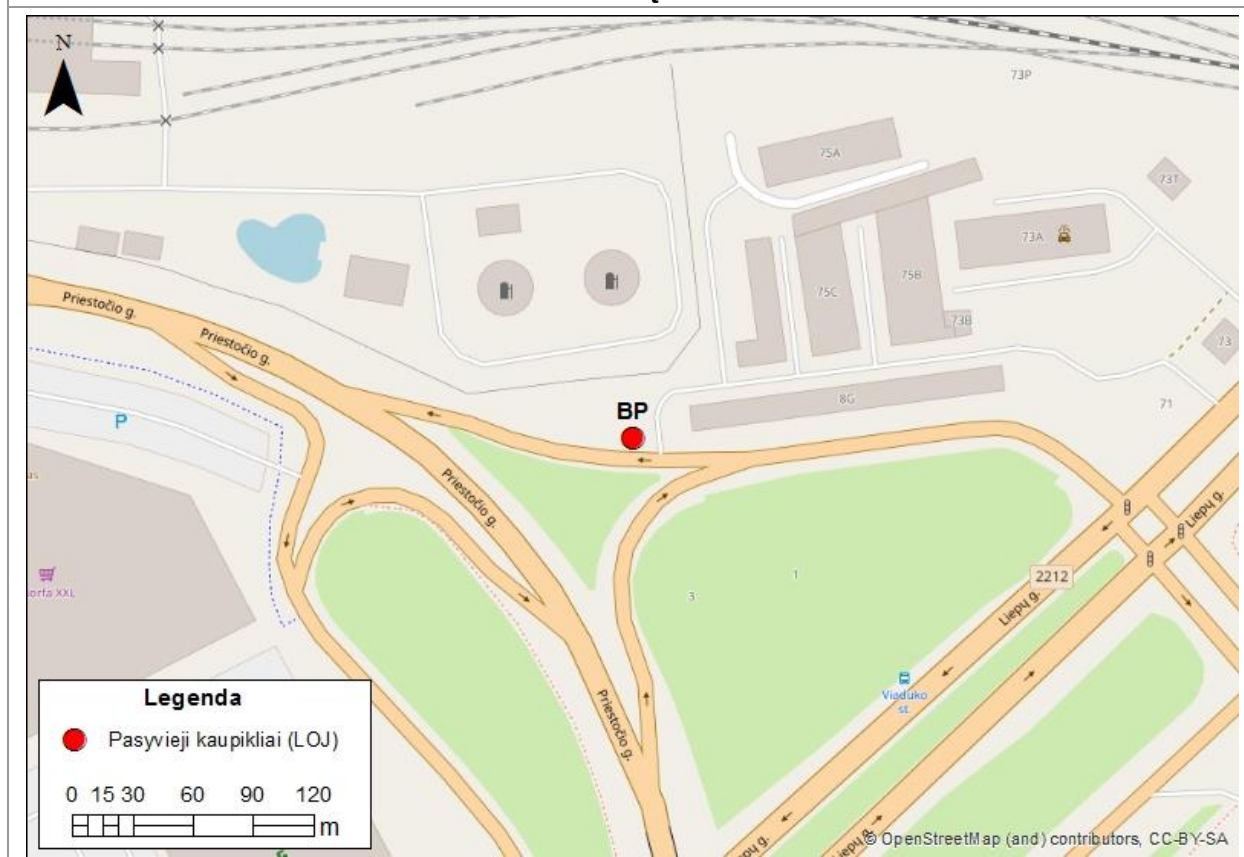 N
73P
75A
73T
73A
75B
75C
73B
73
Priestočio g.
Priestočio g.
BP
8G
71
P
Priestočio g.
Liepų g.
2212
1
3
Liepų g.
Viaduko
st.
Priestočio g.
Legenda
Pasyvieji kaupikliai (LOJ)
0 15 30 60 90 120
m
Liepų g.
Liepų g.
© OpenStreetMap (and) contributors, CC-BY-SA